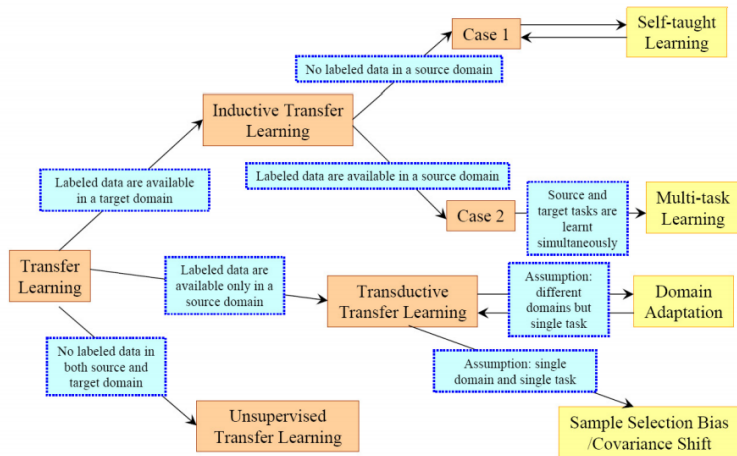 Case 1
Self-taught
Learning
No labeled data in a source domain
Inductive Transfer
Learning
Labeled data are available
in a target domain
Labeled data are available in a source domain
Case 2
Source and
target tasks are
learnt
simultaneously
Multi-task
Learning
Transfer
Learning
Labeled data are
available only in a
source domain
Transductive
Transfer Learning
Assumption:
different
domains but
single task
Domain
Adaptation
No labeled data in
both source and
target domain
Assumption: single
domain and single task
Unsupervised
Transfer Learning
Sample Selection Bias
/Covariance Shift